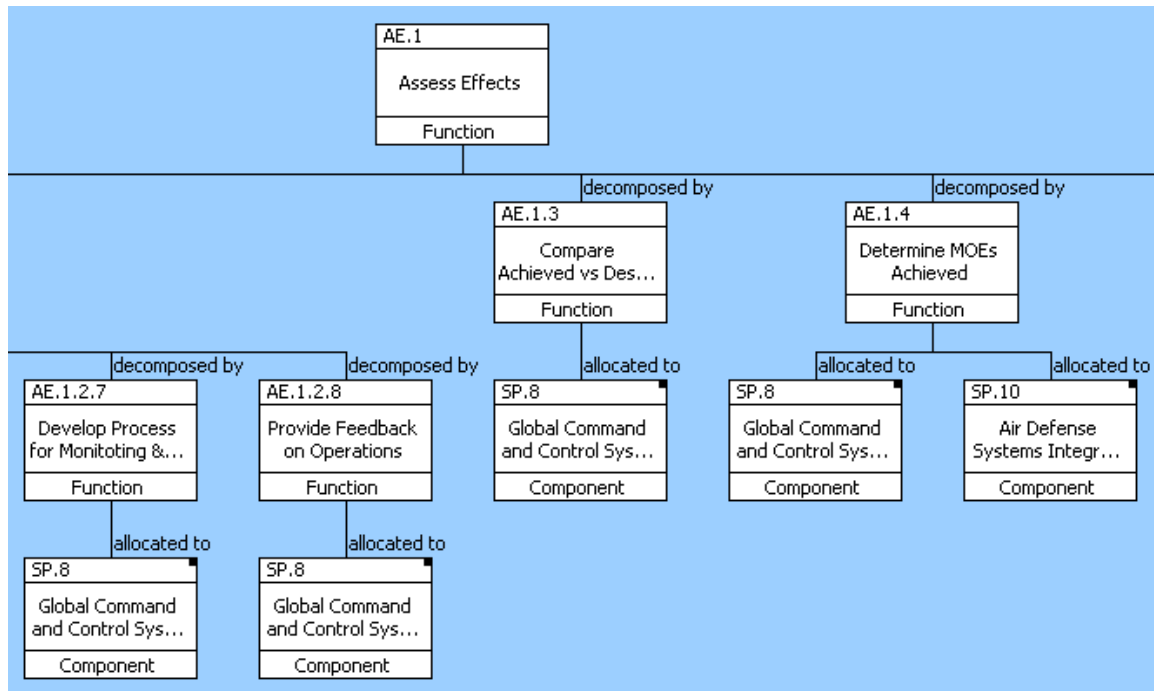 AE.1
Assess Effects
Function
decomposed by
decomposed by
AE.1.3
Compare
Achieved vs Des...
Function
AE.1.4
Determine MOEs
Achieved
Function
decomposed by
decomposed by
allocated to
allocated to
allocated to
AE.1.2.7
Develop Process
for Monitoting &...
Function
AE.1.2.8
Provide Feedback
on Operations
Function
SP.8
Global Command
and Control Sys...
Component
SP.8
Global Command
and Control Sys...
Component
SP.10
Air Defense
Systems Integr...
Component
allocated to
allocated to
SP.8
Global Command
and Control Sys...
Component
SP.8
Global Command
and Control Sys...
Component